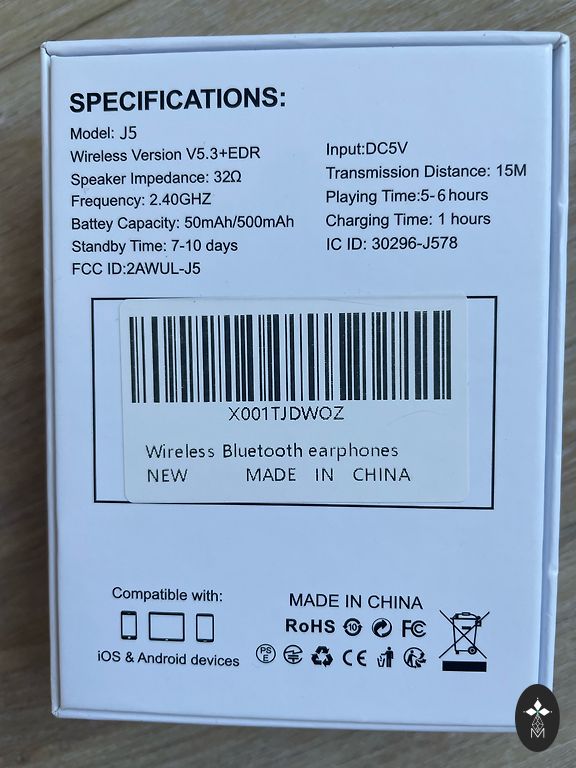 SPECIFICATIONS:
Model: J5
Wireless Version V5.3+EDR
Speaker Impedance: 32Ω
Frequency: 2.40GHZ
Battey Capacity: 50mAh/500mAh
Standby Time: 7-10 days
FCC ID:2AWUL-J5
Input:DC5V
Transmission Distance: 15M
Playing Time:5-6 hours
Charging Time: 1 hours
IC ID: 30296-J578
X001TJDWOZ
Wireless Bluetooth earphones
NEW MADE IN CHINA
Compatible with:
iOS & Android devices
MADE IN CHINA
RoHS 10 FC
PS E CE
M